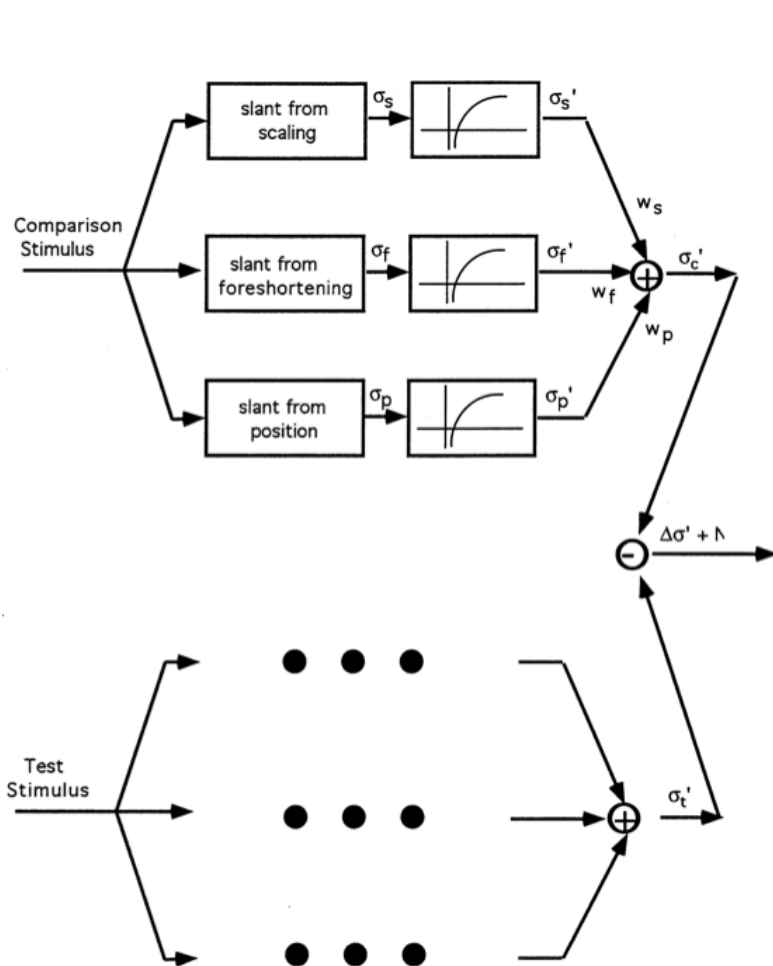 slant from
scaling
σs
σs'
ws
Comparison
Stimulus
slant from
foreshortening
σf
σf'
wf
σc'
wp
slant from
position
σp
σp'
Δσ' +
Test
Stimulus
σt'